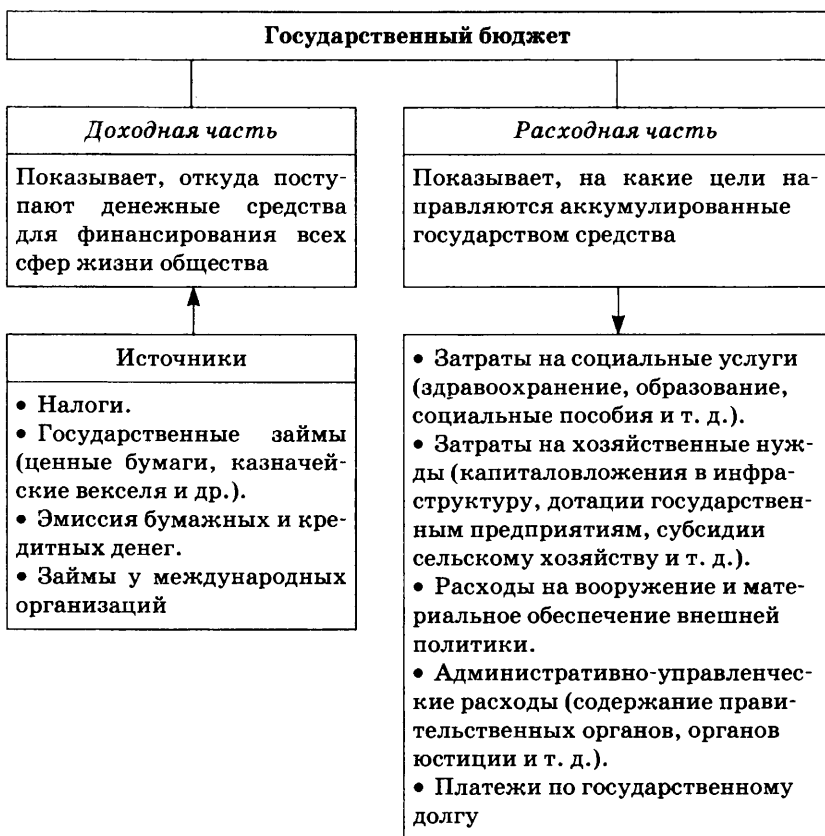 Государственный бюджет
Доходная часть
Показывает, откуда посту-
пают денежные средства
для финансирования всех
сфер жизни общества
Источники
• Налоги.
• Государственные займы
(ценные бумаги, казначей-
ские векселя и др.).
• Эмиссия бумажных и кре-
дитных денег.
• Займы у международных
организаций
Расходная часть
Показывает, на какие цели на-
правляются аккумулированные
государством средства
• Затраты на социальные услуги
(здравоохранение, образование,
социальные пособия и т. д.).
• Затраты на хозяйственные нуж-
ды (капиталовложения в инфра-
структуру, дотации государствен-
ным предприятиям, субсидии
сельскому хозяйству и т. д.).
• Расходы на вооружение и мате-
риальное обеспечение внешней
политики.
• Административно-управленчес-
кие расходы (содержание прави-
тельственных органов, органов
юстиции и т. д.).
• Платежи по государственному
долгу